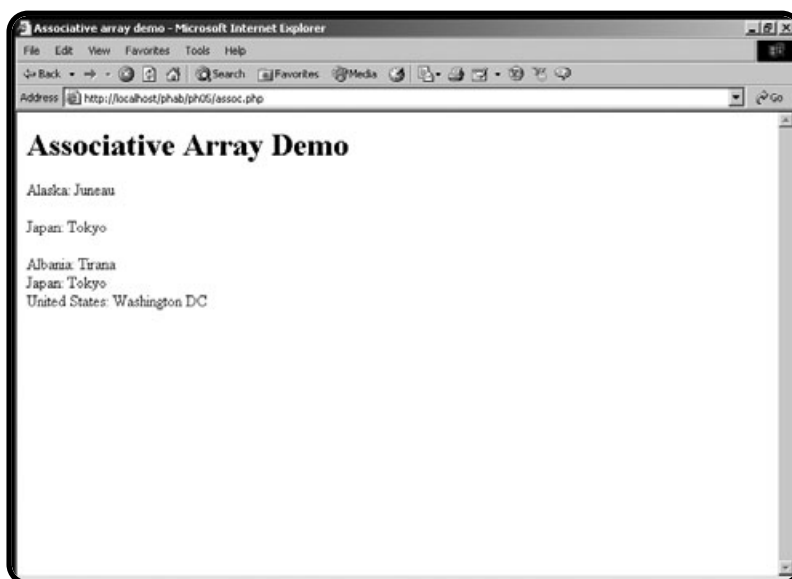 Associative array demo - Microsoft Internet Explorer
File Edit View Favorites Tools Help
Back Search Favorites Media
Address http://localhost/phab/ph05/assoc.php Go
Associative Array Demo
Alaska: Juneau
Japan: Tokyo
Albania: Tirana
Japan: Tokyo
United States: Washington DC